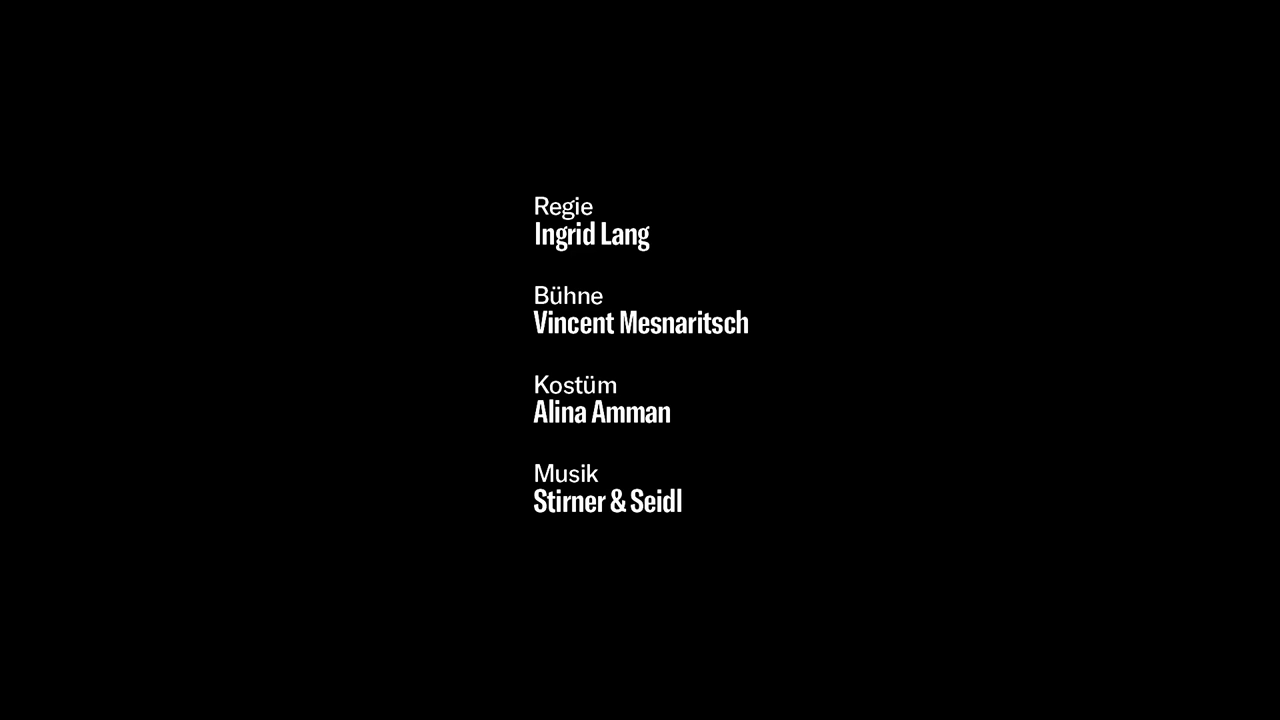 Regie
Ingrid Lang
Bühne
Vincent Mesnaritsch
Kostüm
Alina Amman
Musik
Stirner & Seidl